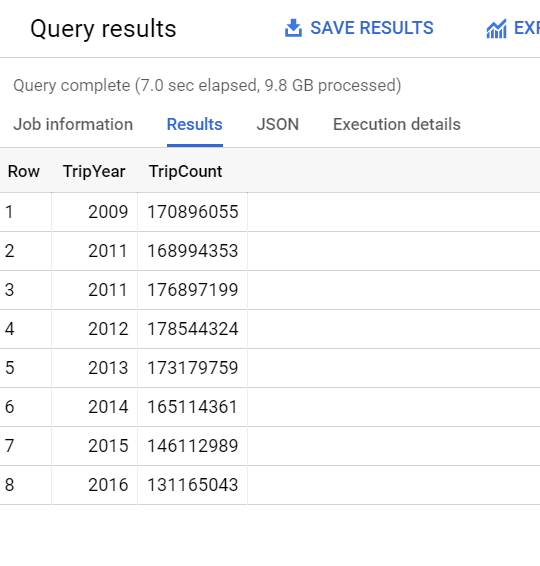 Query results SAVE RESULTS EXP
Query complete (7.0 sec elapsed, 9.8 GB processed)
Job information Results JSON Execution details
Row TripYear TripCount
1 2009 170896055
2 2011 168994353
3 2011 176897199
4 2012 178544324
5 2013 173179759
6 2014 165114361
7 2015 146112989
8 2016 131165043